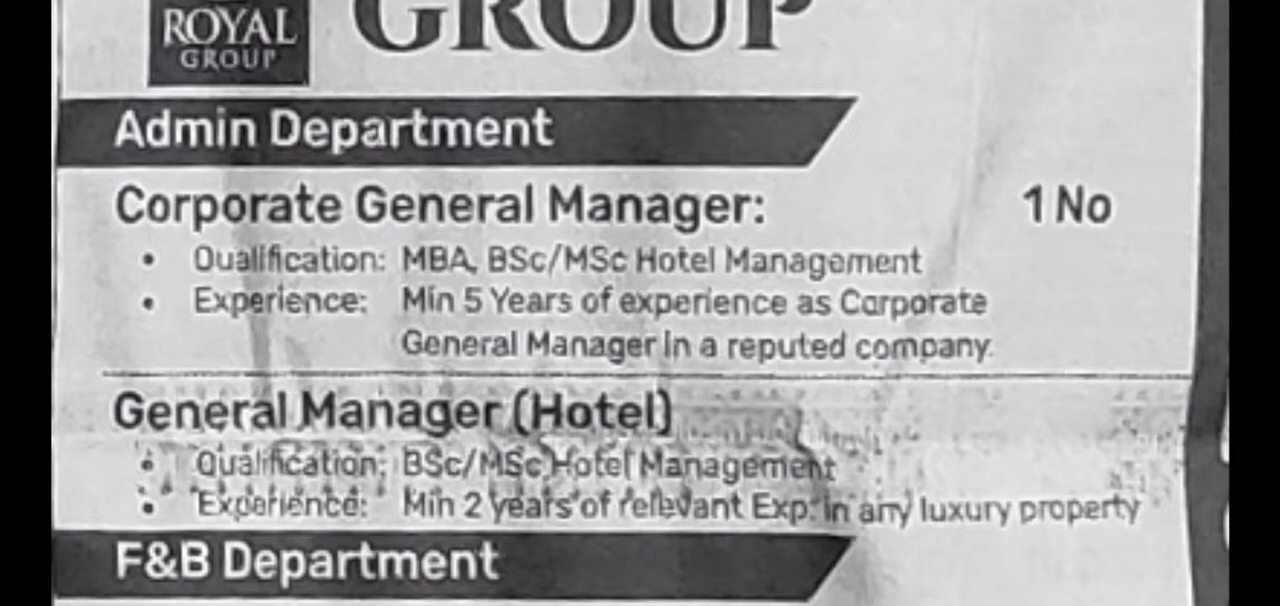 ROYAL
GROUP
GROUP
Admin Department
Corporate General Manager: 1 No
• Qualification: MBA, BSc/MSc Hotel Management
• Experience: Min 5 Years of experience as Corporate
General Manager in a reputed company.
General Manager (Hotel)
• Qualification: BSc/MSc Hotel Management
• Experience: Min 2 years of relevant Exp. in any luxury property
F&B Department